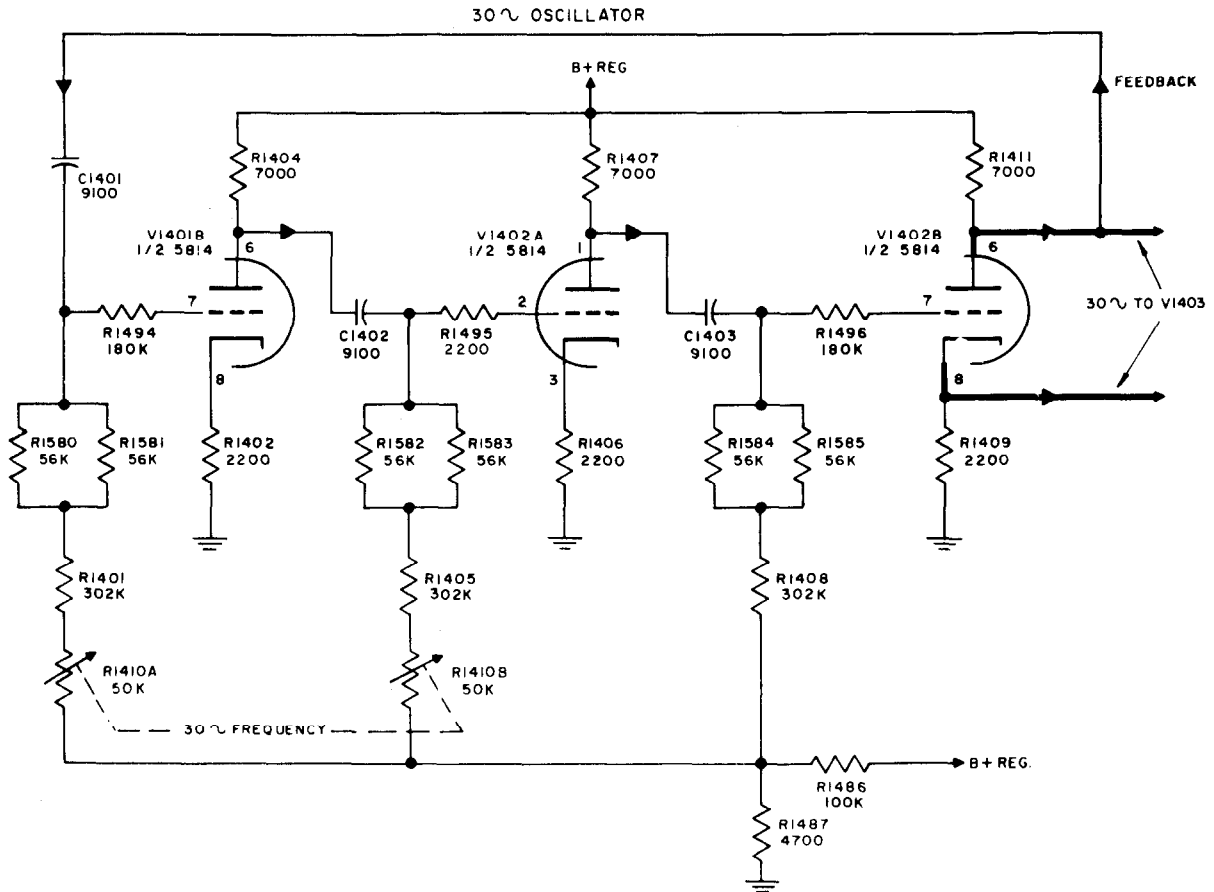 30∿ OSCILLATOR
B+REG
FEEDBACK
C1401
9100
R1404
7000
R1407
7000
R1411
7000
V1401B
1/2 5814
6
V1402A
1/2 5814
1
V1402B
1/2 5814
6
7
R1494
180K
8
C1402
9100
R1495
2200
2
3
C1403
9100
R1496
180K
7
8
30∿ TO V1403
R1580
56K
R1581
56K
R1402
2200
R1582
56K
R1583
56K
R1406
2200
R1584
56K
R1585
56K
R1409
2200
R1401
302K
R1405
302K
R1408
302K
R1410A
50K
R1410B
50K
30∿ FREQUENCY
R1486
100K
B+REG.
R1487
4700